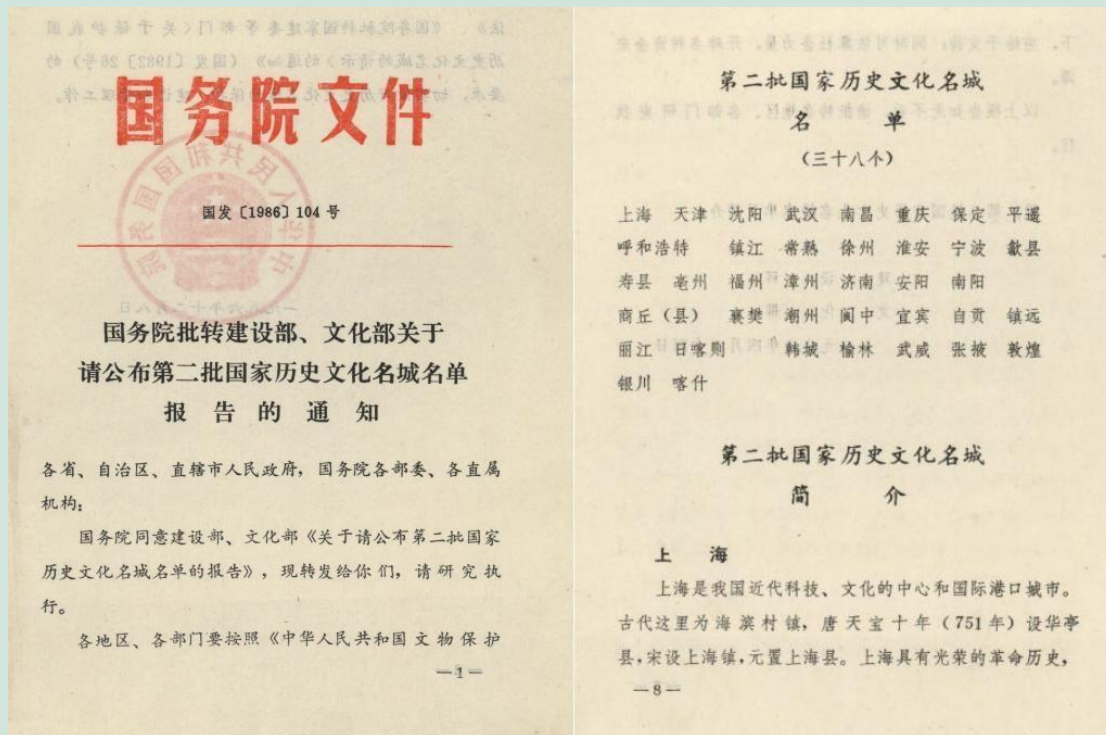 国务院文件
国发〔1986〕104号
国务院批转建设部、文化部关于
请公布第二批国家历史文化名城名单
报告的通知
各省、自治区、直辖市人民政府，国务院各部委、各直属
机构：
国务院同意建设部、文化部《关于请公布第二批国家
历史文化名城名单的报告》，现转发给你们，请研究执
行。
各地区、各部门要按照《中华人民共和国文物保护
—1—
第二批国家历史文化名城
名单
（三十八个）
上海 天津 沈阳 武汉 南昌 重庆 保定 平遥
呼和浩特 镇江 常熟 徐州 淮安 宁波 歙县
寿县 亳州 福州 漳州 济南 安阳 南阳
商丘（县） 襄樊 潮州 阆中 宜宾 自贡 镇远
丽江 日喀则 韩城 榆林 武威 张掖 敦煌
银川 喀什
第二批国家历史文化名城
简介
上海
上海是我国近代科技、文化的中心和国际港口城市。
古代这里为海滨村镇，唐天宝十年（751年）设华亭
县，宋设上海镇，元置上海县。上海具有光荣的革命历史，
—8—